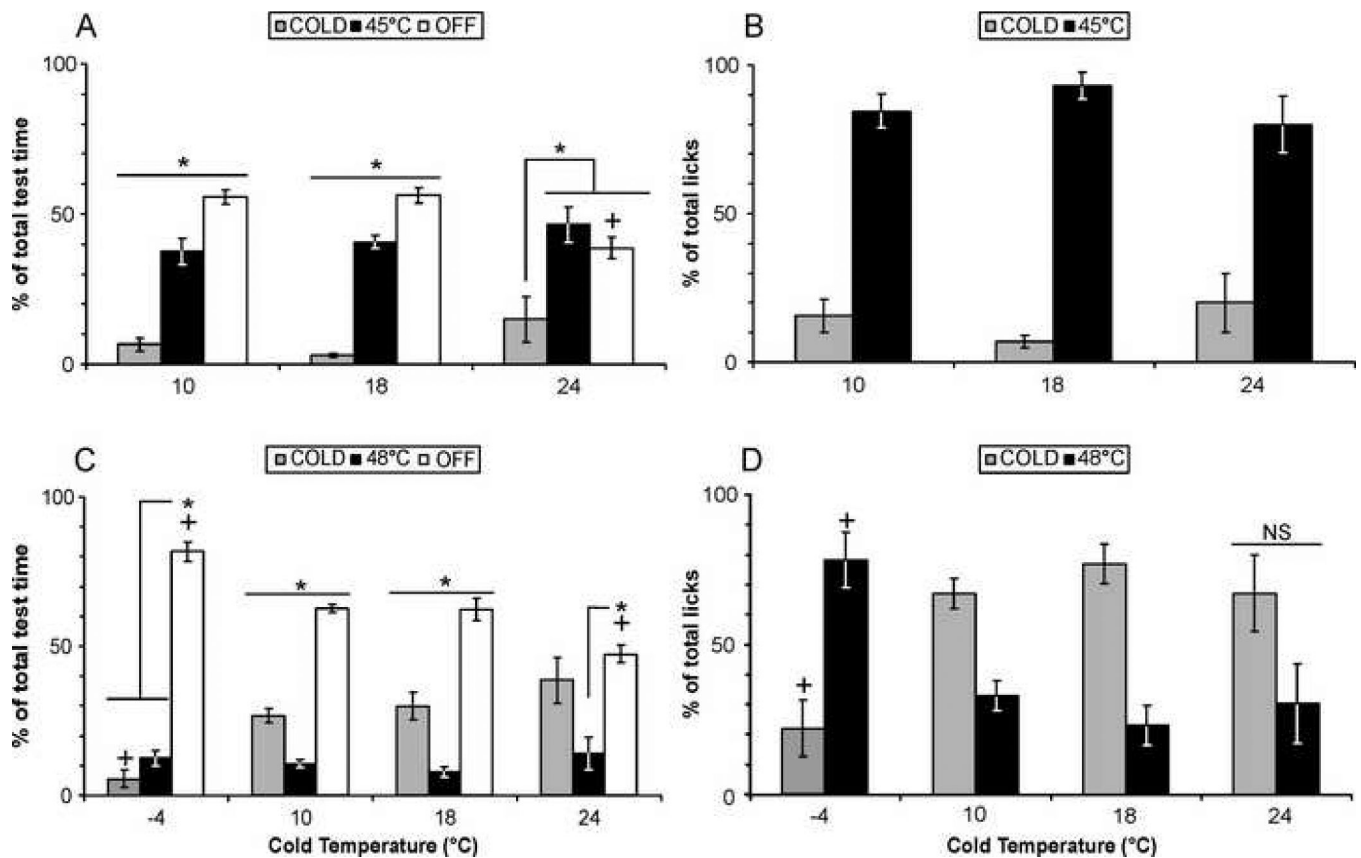 A
COLD 45°C OFF
% of total test time
100
50
0
*
*
*
+
10 18 24
B
COLD 45°C
% of total licks
100
50
0
10 18 24
C
COLD 48°C OFF
% of total test time
100
50
0
*
+
+
*
*
*
+
-4 10 18 24
Cold Temperature (°C)
D
COLD 48°C
% of total licks
100
50
0
+
+
NS
-4 10 18 24
Cold Temperature (°C)